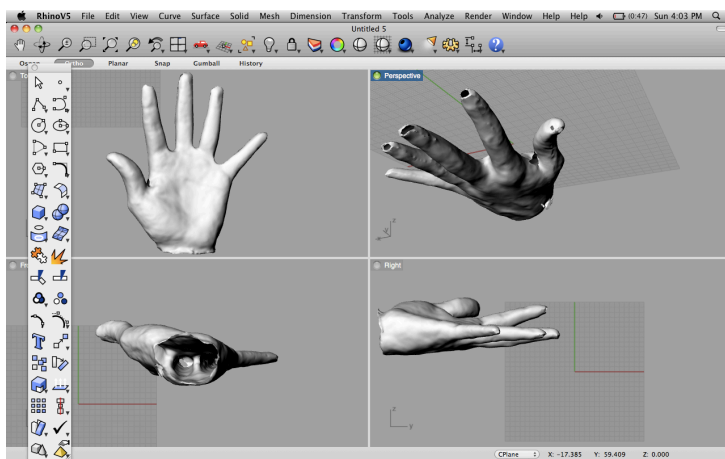 RhinoV5 File Edit View Curve Surface Solid Mesh Dimension Transform Tools Analyze Render Window Help Help (0:47) Sun 4:03 PM
Untitled 5
Ortho Planar Snap Gumball History
Perspective
Right
z
x
z
y
CPlane X: -17.385 Y: 59.409 Z: 0.000